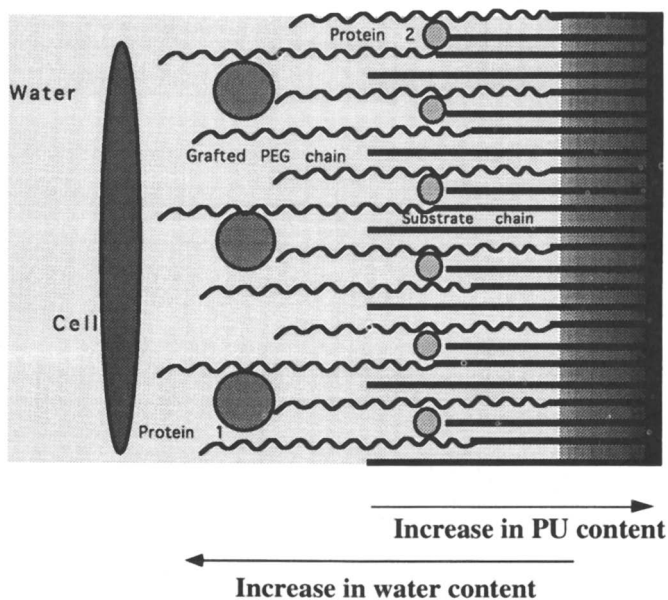 Protein 2
Water
Grafted PEG chain
Substrate chain
Cell
Protein 1
Increase in PU content
Increase in water content